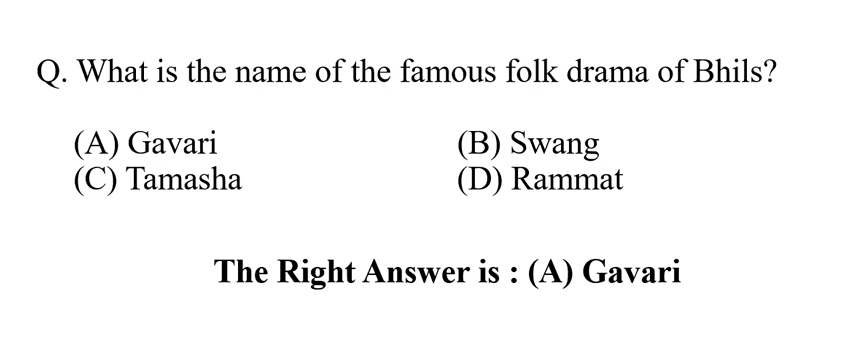 Q. What is the name of the famous folk drama of Bhils?
(A) Gavari (B) Swang
(C) Tamasha (D) Rammat
The Right Answer is : (A) Gavari